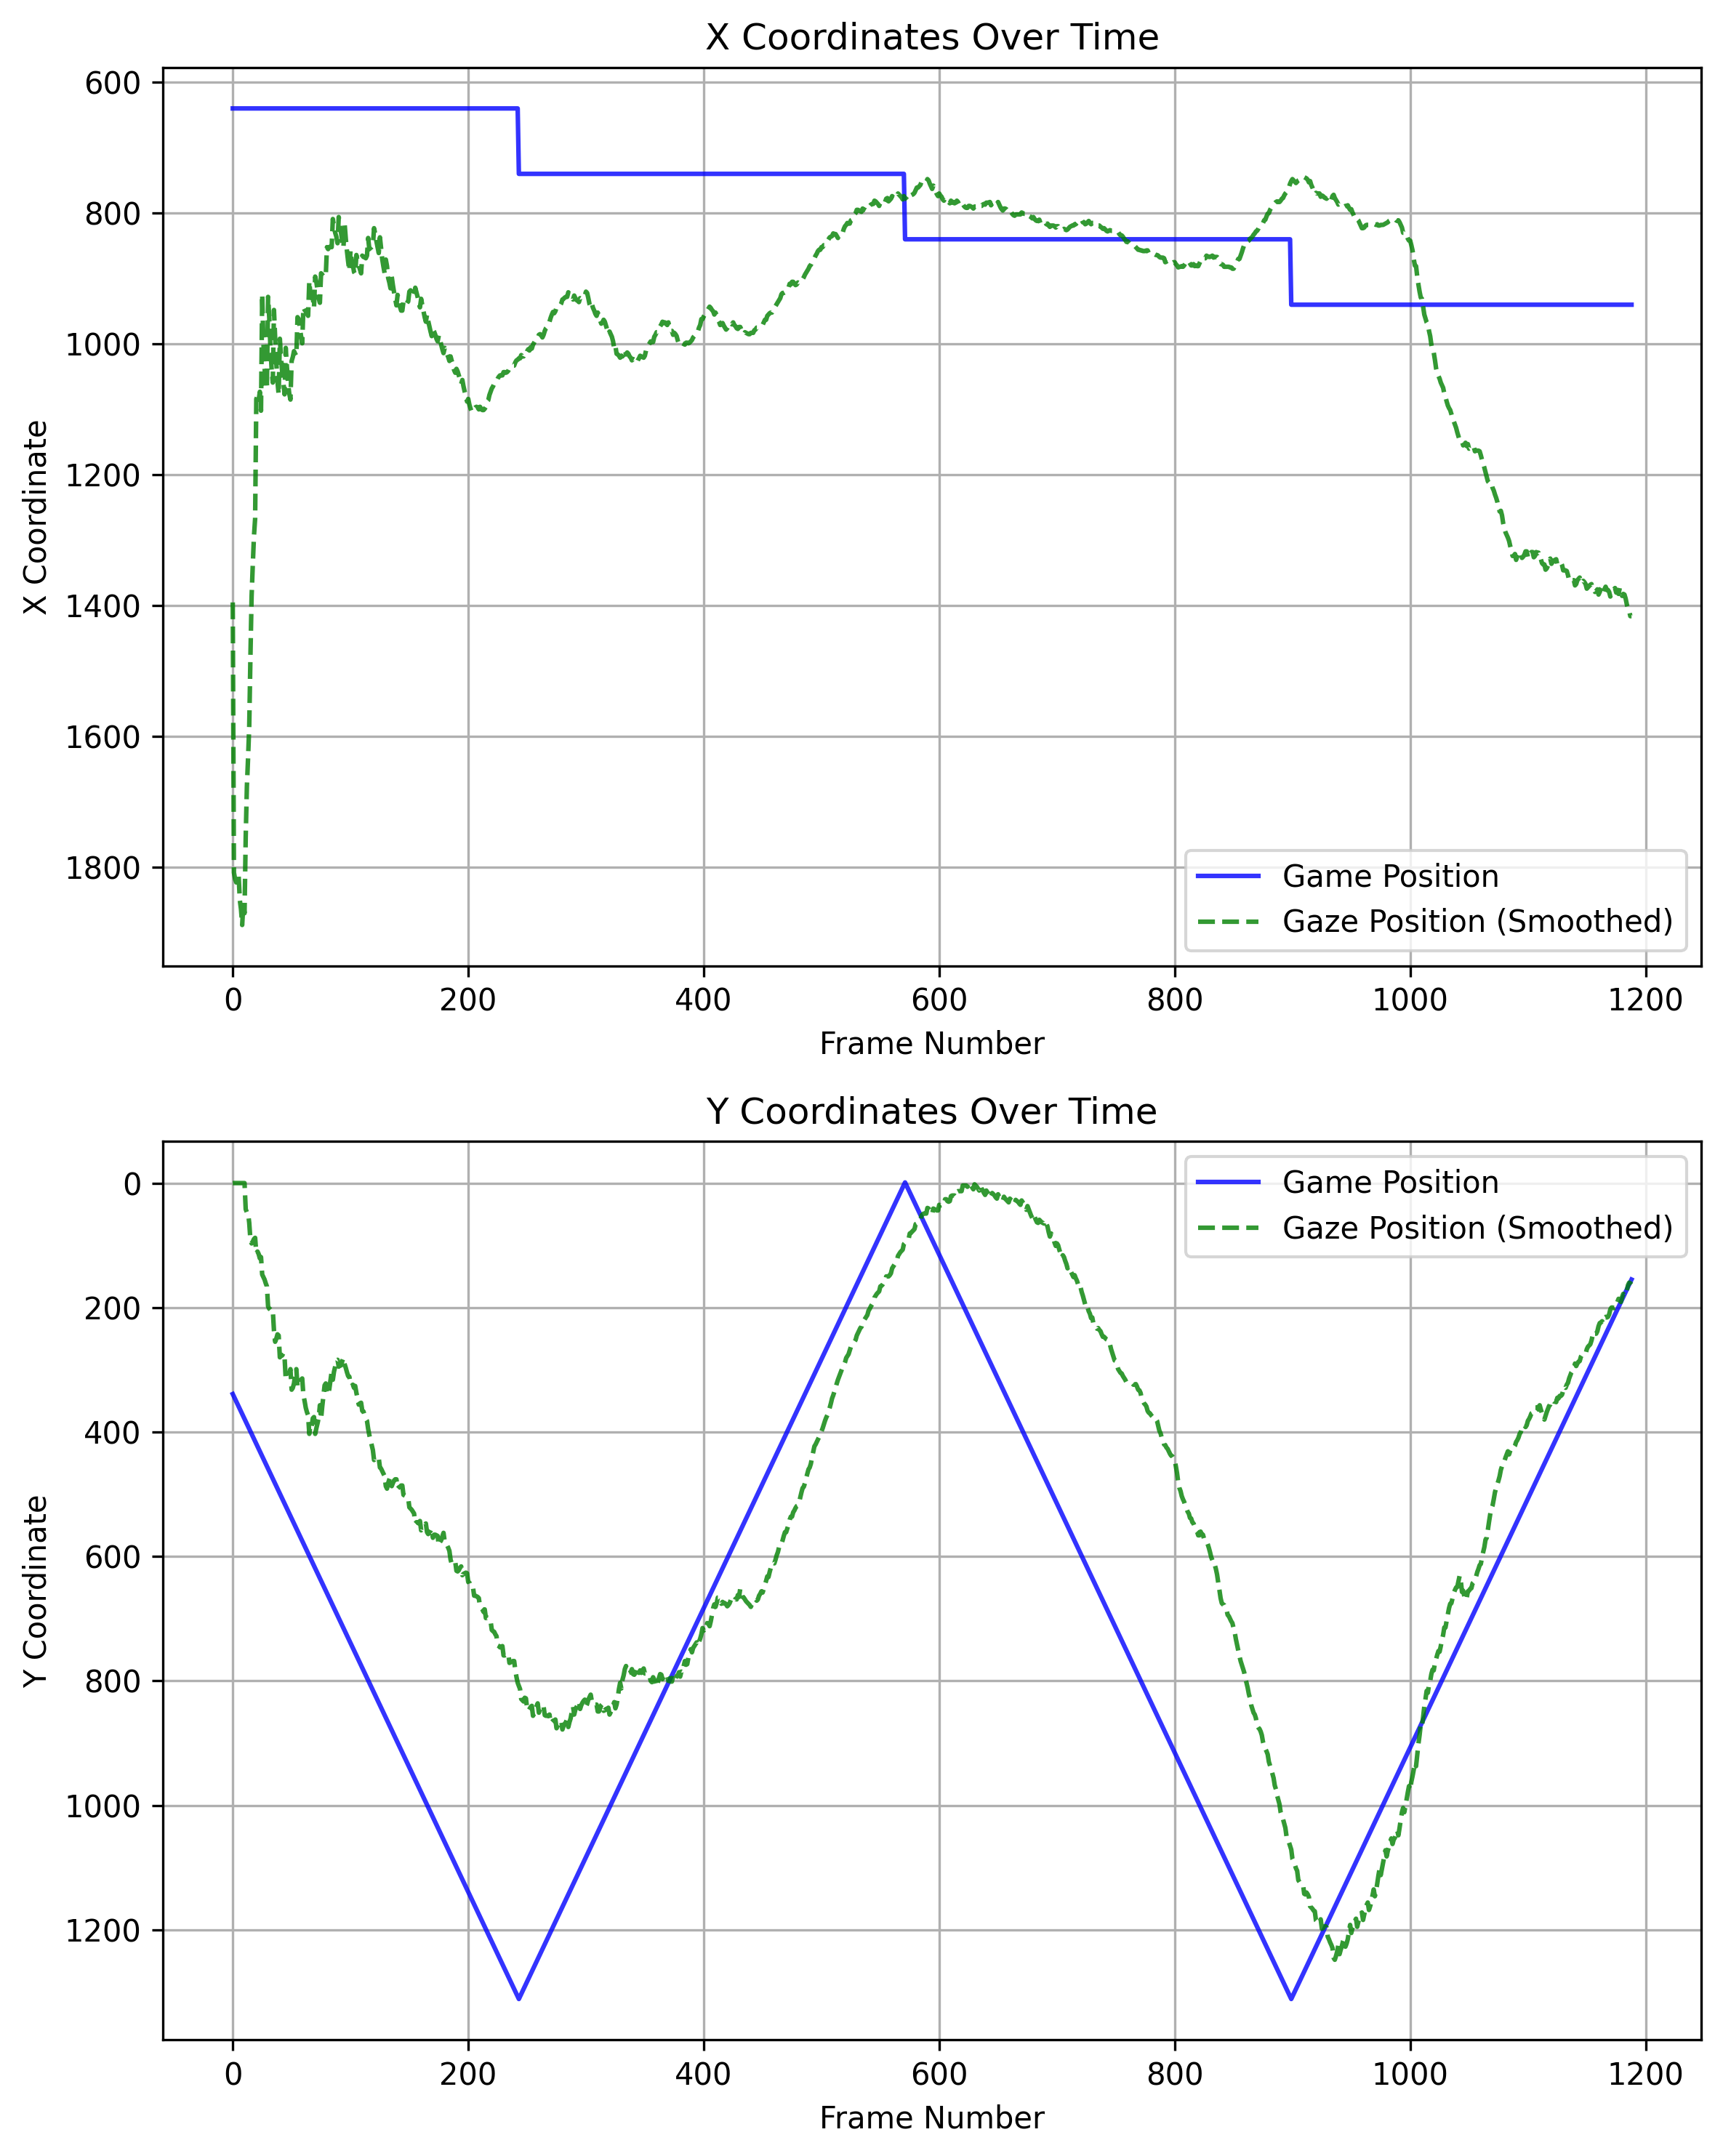 X Coordinates Over Time
600
800
1000
1200
1400
1600
1800
X Coordinate
Game Position
Gaze Position (Smoothed)
0 200 400 600 800 1000 1200
Frame Number
Y Coordinates Over Time
0
200
400
600
800
1000
1200
Y Coordinate
Game Position
Gaze Position (Smoothed)
0 200 400 600 800 1000 1200
Frame Number